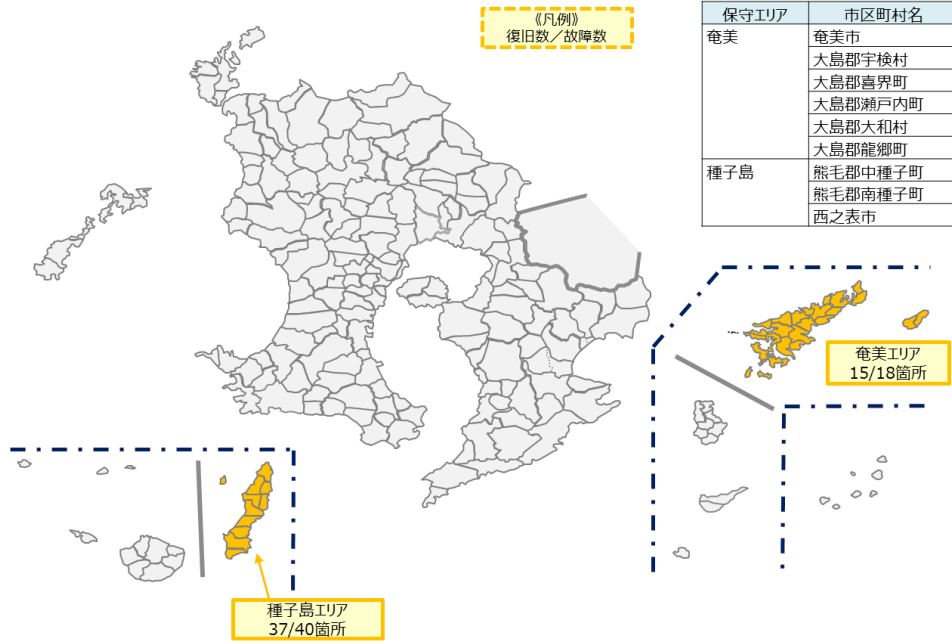 《凡例》
復旧数／故障数
保守エリア 市区町村名
奄美 奄美市
大島郡宇検村
大島郡喜界町
大島郡瀬戸内町
大島郡大和村
大島郡龍郷町
種子島 熊毛郡中種子町
熊毛郡南種子町
西之表市
奄美エリア
15/18箇所
種子島エリア
37/40箇所